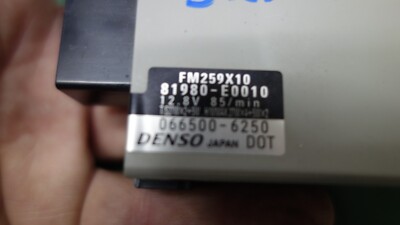 FM259X10
81980-E0010
12.8V 85/min
066500-6250
DENSO JAPAN DOT